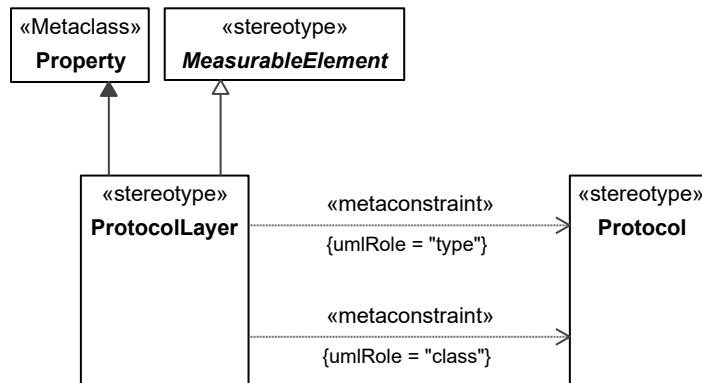 «Metaclass»
Property
«stereotype»
MeasurableElement
«stereotype»
ProtocolLayer
«metaconstraint»
{umlRole = "type"}
«metaconstraint»
{umlRole = "class"}
«stereotype»
Protocol